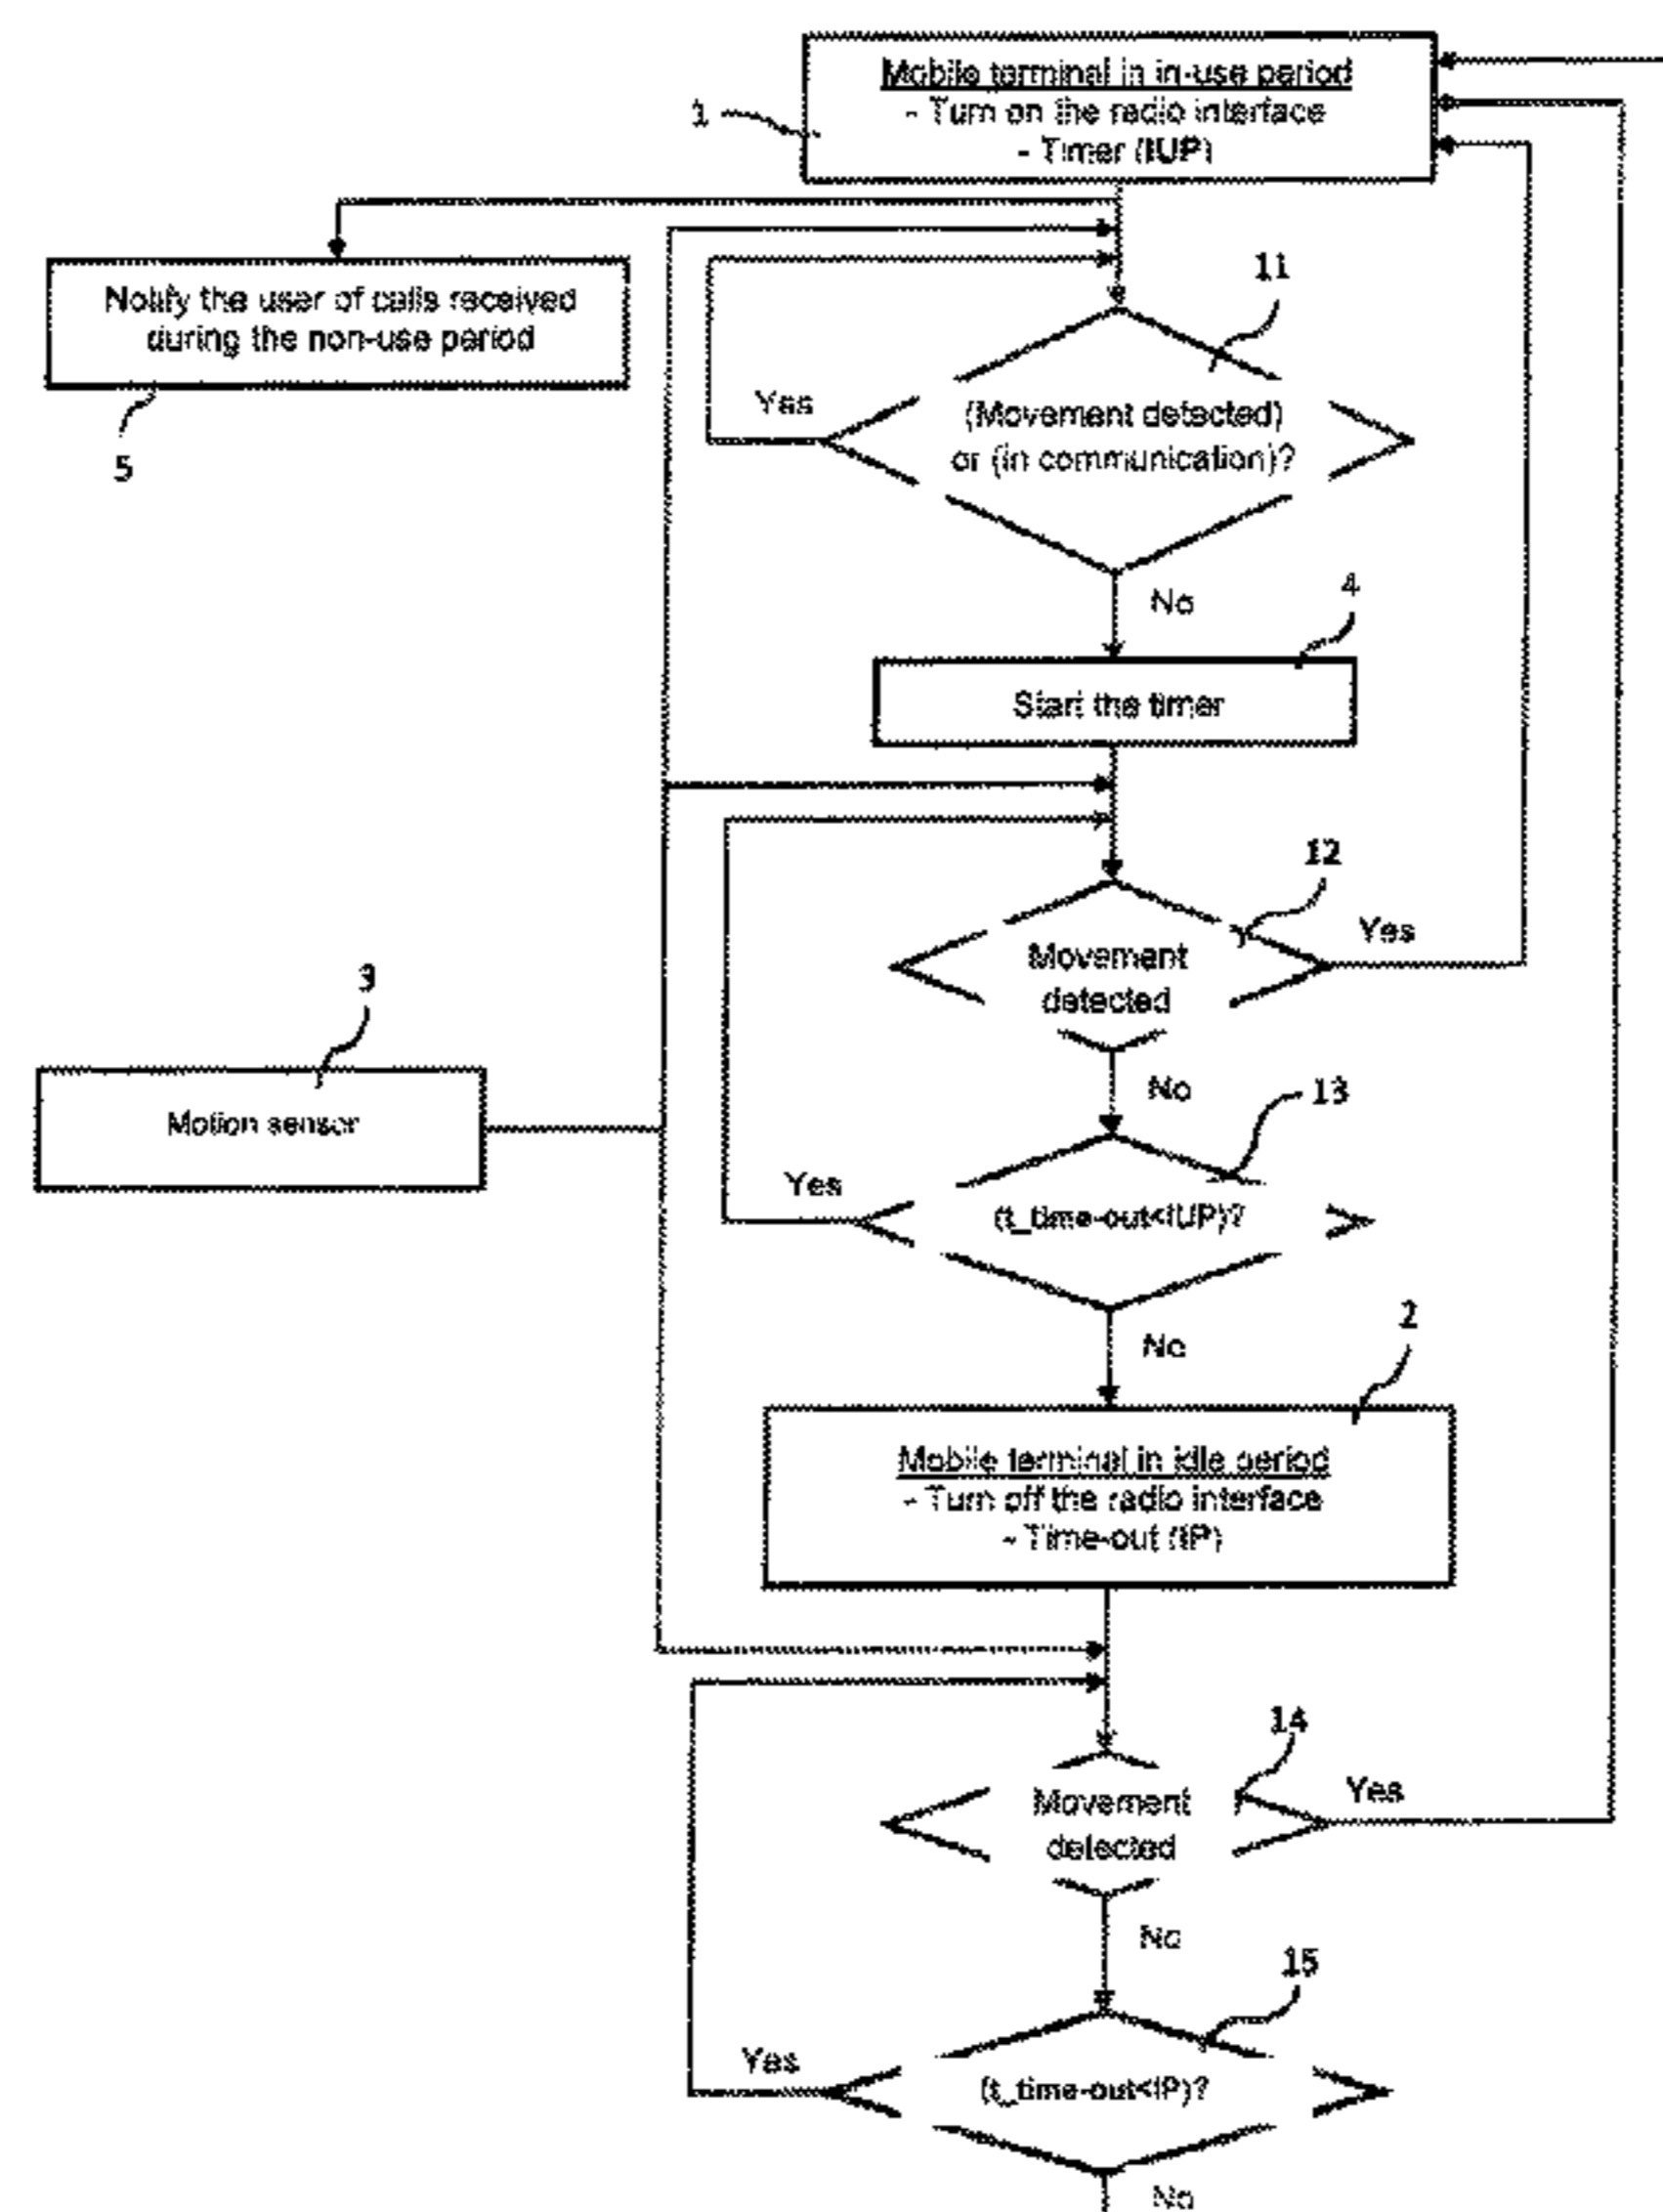 Mobile terminal in in-use period
- Turn on the radio interface
- Timer (IUP)
1
Notify the user of calls received
during the non-use period
5
11
Yes
(Movement detected)
or (in communication)?
No
4
Start the timer
12
Yes
Movement
detected
3
Motion sensor
No
13
Yes
(t_time-out<IUP)?
No
2
Mobile terminal in idle period
- Turn off the radio interface
- Time-out (IP)
14
Yes
Movement
detected
No
15
Yes
(t_time-out<IP)?
No